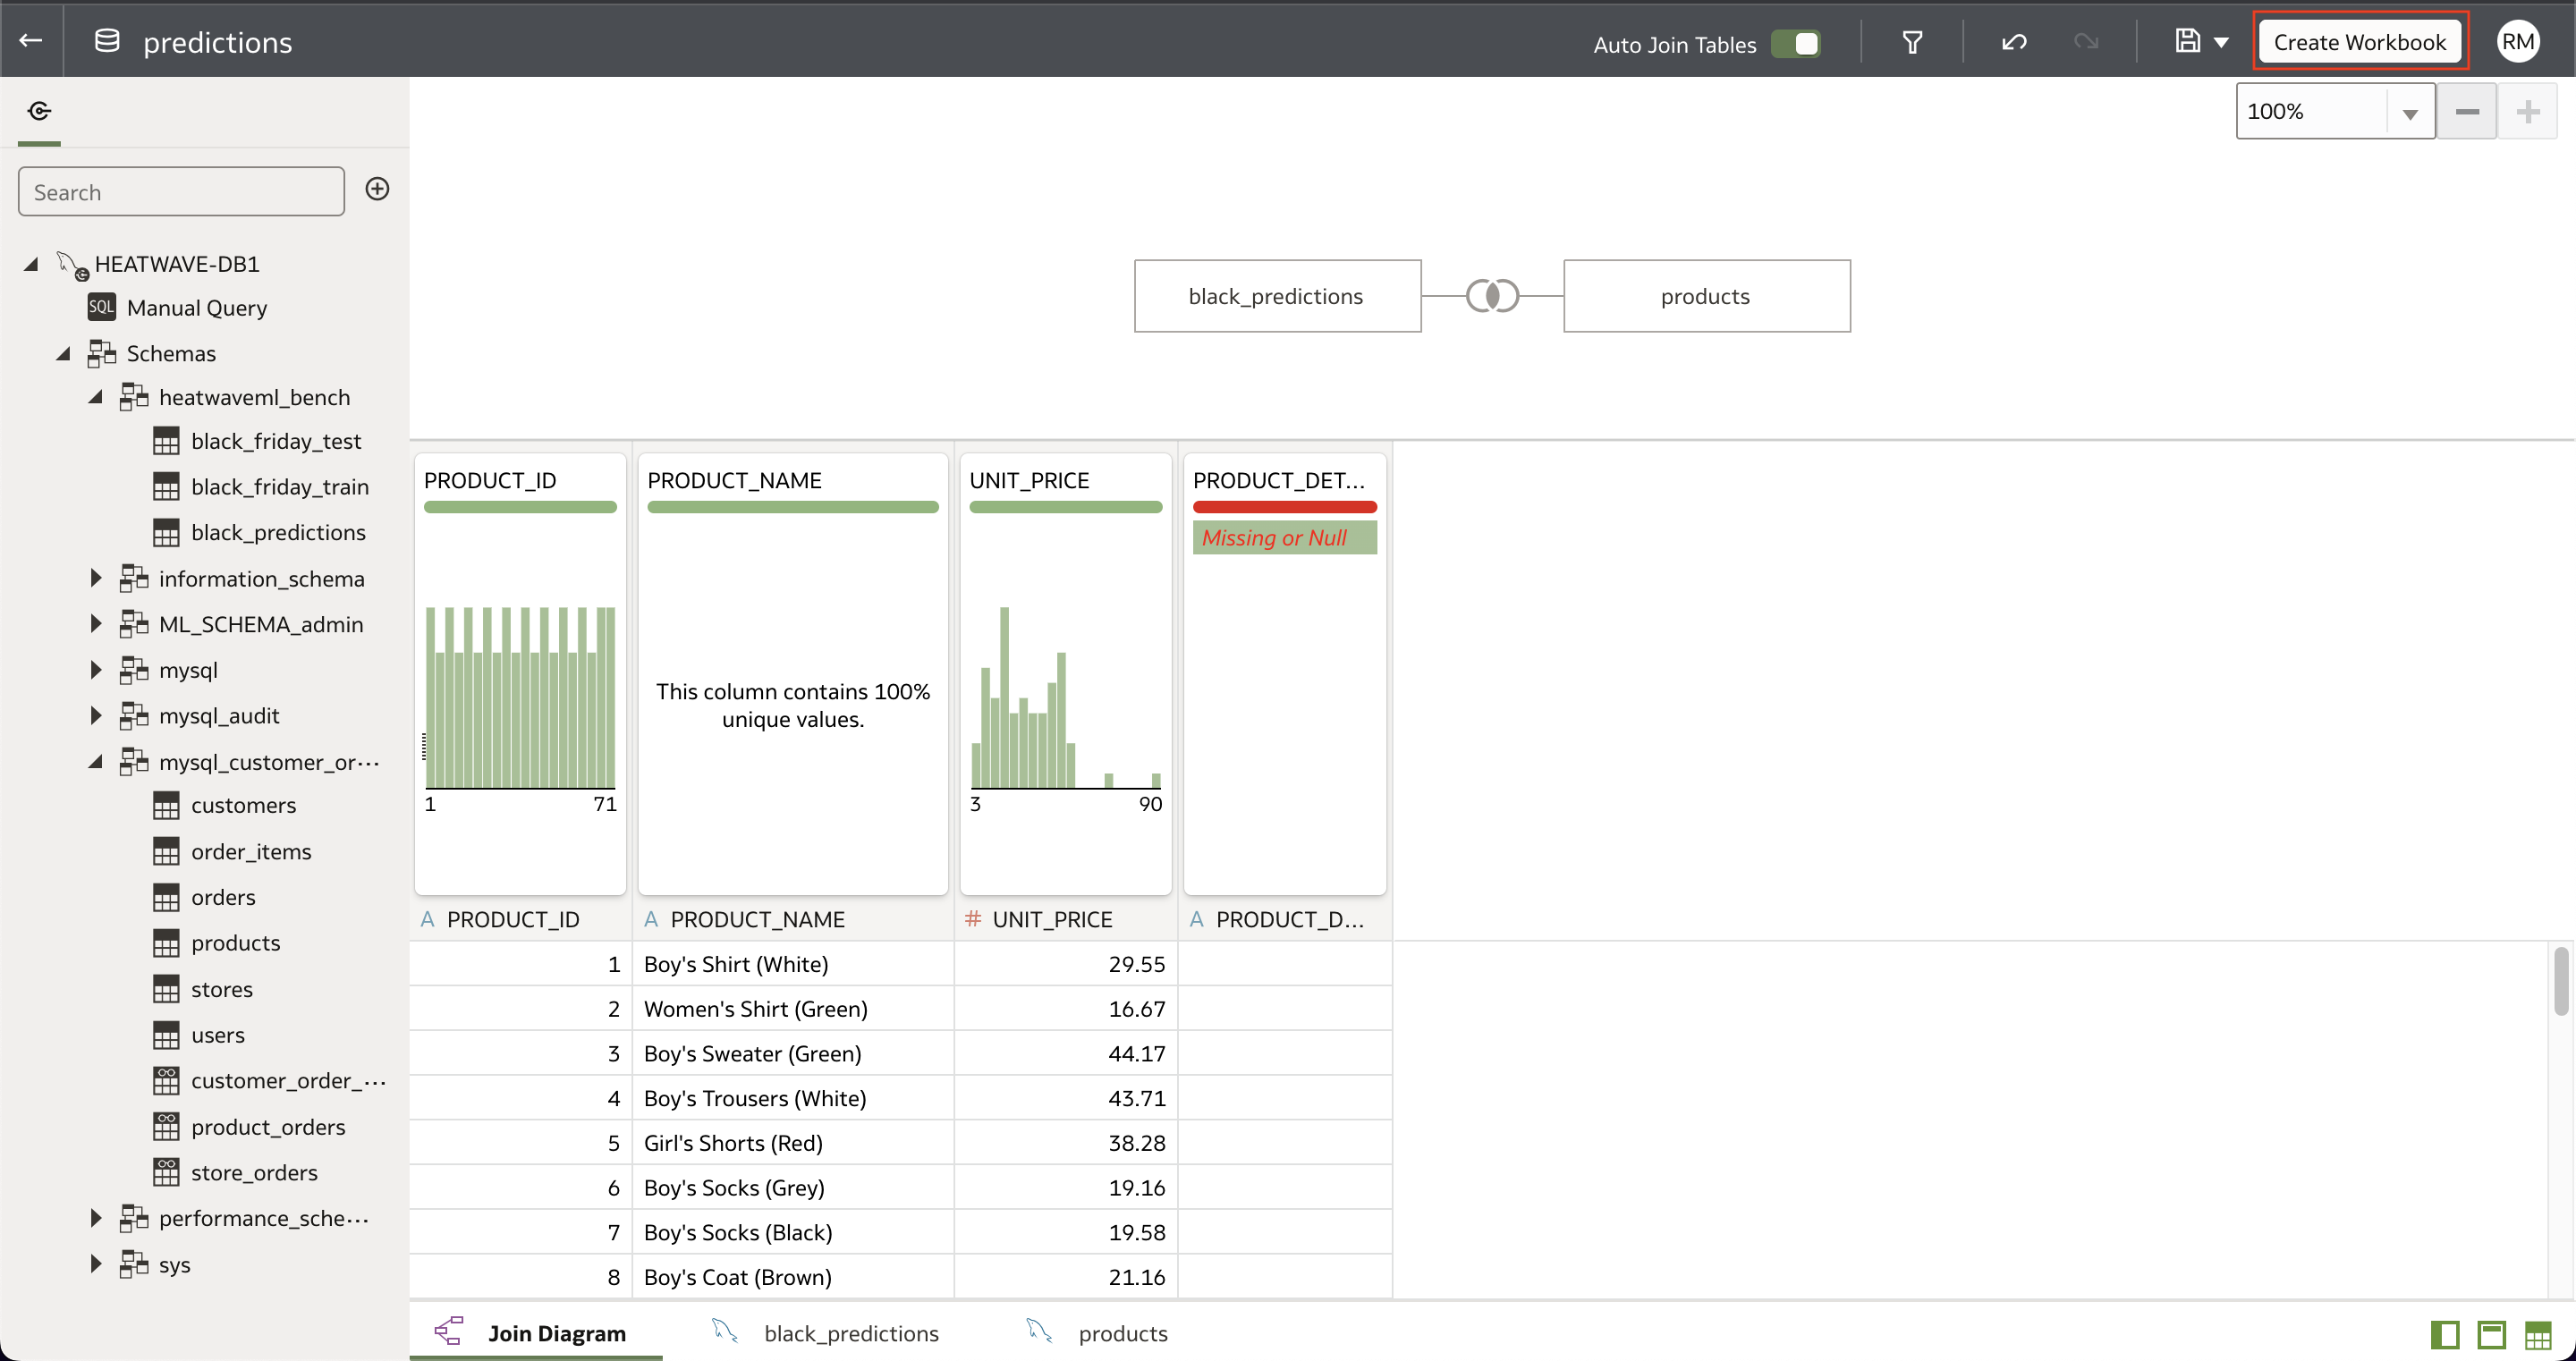 predictions
Auto Join Tables
Create Workbook
RM
100%
Search
HEATWAVE-DB1
SQL Manual Query
Schemas
heatwaveml_bench
black_friday_test
black_friday_train
black_predictions
information_schema
ML_SCHEMA_admin
mysql
mysql_audit
mysql_customer_or···
customers
order_items
orders
products
stores
users
customer_order_···
product_orders
store_orders
performance_sche···
sys
black_predictions
products
PRODUCT_ID PRODUCT_NAME UNIT_PRICE PRODUCT_DET...
Missing or Null
This column contains 100%
unique values.
1 71 3 90
A PRODUCT_ID A PRODUCT_NAME # UNIT_PRICE A PRODUCT_D...
1 Boy's Shirt (White) 29.55
2 Women's Shirt (Green) 16.67
3 Boy's Sweater (Green) 44.17
4 Boy's Trousers (White) 43.71
5 Girl's Shorts (Red) 38.28
6 Boy's Socks (Grey) 19.16
7 Boy's Socks (Black) 19.58
8 Boy's Coat (Brown) 21.16
Join Diagram black_predictions products